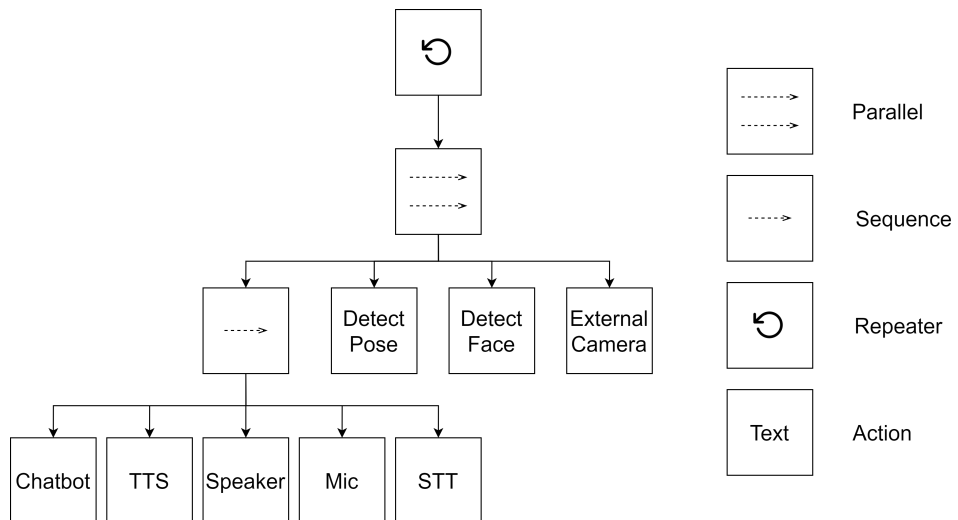 Parallel
Sequence
Detect
Pose
Detect
Face
External
Camera
Repeater
Chatbot
TTS
Speaker
Mic
STT
Text
Action